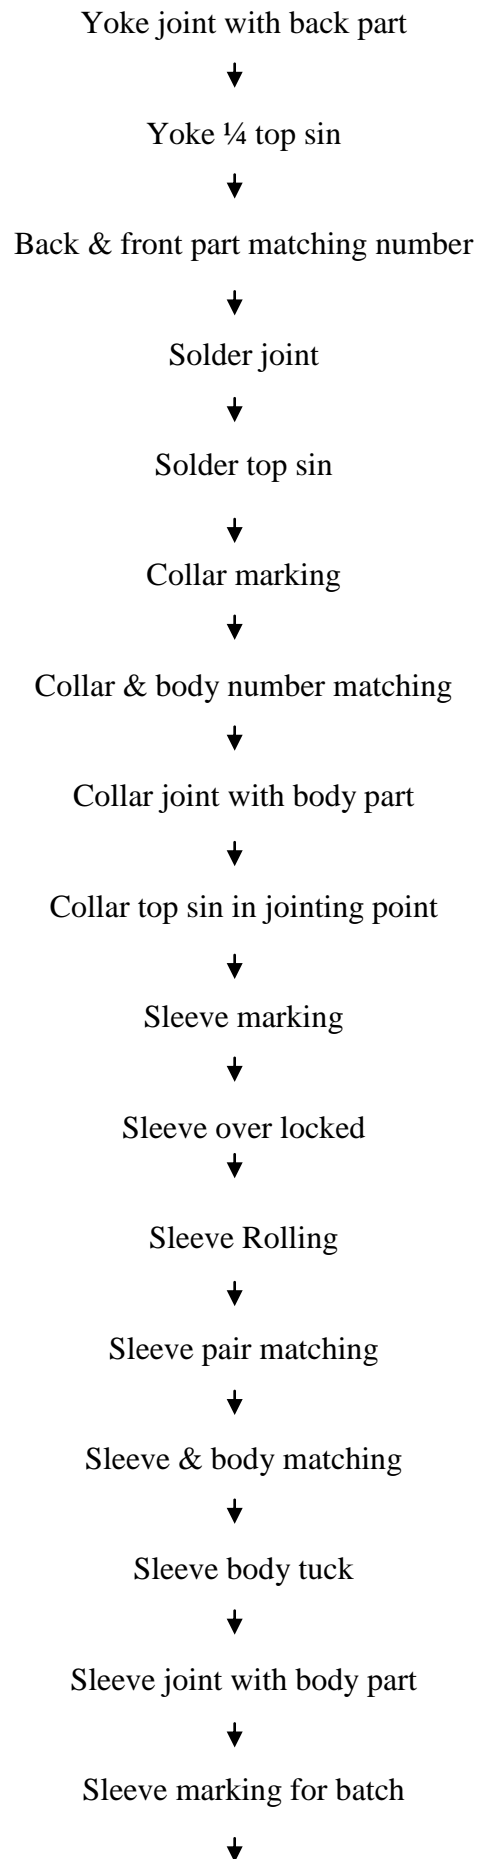 Yoke joint with back part
Yoke ¼ top sin
Back & front part matching number
Solder joint
Solder top sin
Collar marking
Collar & body number matching
Collar joint with body part
Collar top sin in jointing point
Sleeve marking
Sleeve over locked
Sleeve Rolling
Sleeve pair matching
Sleeve & body matching
Sleeve body tuck
Sleeve joint with body part
Sleeve marking for batch